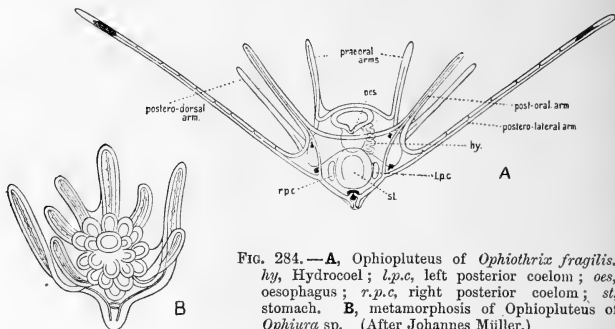 praeoral
arms
oes.
postero-dorsal
arm.
post-oral. arm
postero-lateral arm
hy.
r.p.c
l.p.c
A
st.
B
FIG. 284.—A, Ophiopluteus of Ophiothrix fragilis.
hy, Hydrocoel; l.p.c, left posterior coelom; oes,
oesophagus; r.p.c, right posterior coelom; st,
stomach. B, metamorphosis of Ophiopluteus o
Ophiura sp. (After Johannes Müller.)